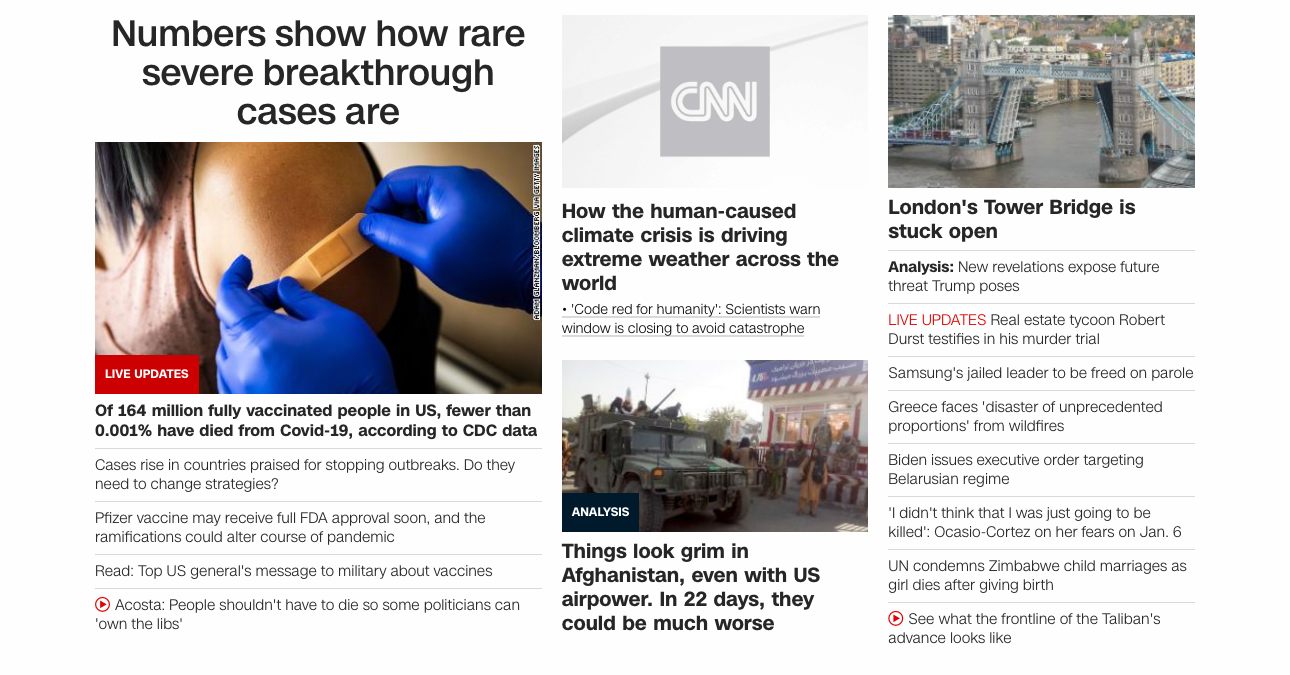 Numbers show how rare
severe breakthrough
cases are
ADAM GLANZMAN/BLOOMBERG VIA GETTY IMAGES
LIVE UPDATES
Of 164 million fully vaccinated people in US, fewer than
0.001% have died from Covid-19, according to CDC data
Cases rise in countries praised for stopping outbreaks. Do they
need to change strategies?
Pfizer vaccine may receive full FDA approval soon, and the
ramifications could alter course of pandemic
Read: Top US general's message to military about vaccines
Acosta: People shouldn't have to die so some politicians can
'own the libs'
CNN
How the human-caused
climate crisis is driving
extreme weather across the
world
• 'Code red for humanity': Scientists warn
window is closing to avoid catastrophe
ANALYSIS
Things look grim in
Afghanistan, even with US
airpower. In 22 days, they
could be much worse
London's Tower Bridge is
stuck open
Analysis: New revelations expose future
threat Trump poses
LIVE UPDATES Real estate tycoon Robert
Durst testifies in his murder trial
Samsung's jailed leader to be freed on parole
Greece faces 'disaster of unprecedented
proportions' from wildfires
Biden issues executive order targeting
Belarusian regime
'I didn't think that I was just going to be
killed': Ocasio-Cortez on her fears on Jan. 6
UN condemns Zimbabwe child marriages as
girl dies after giving birth
See what the frontline of the Taliban's
advance looks like